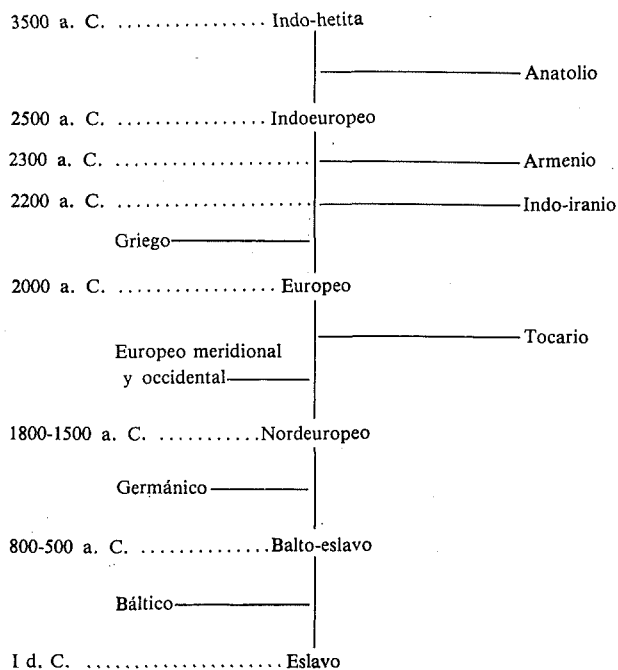 3500 a. C. ................ Indo-hetita
Anatolio
2500 a. C. ................ Indoeuropeo
2300 a. C. ....................
Armenio
2200 a. C. ....................
Indo-iranio
Griego
2000 a. C. ................. Europeo
Tocario
Europeo meridional
y occidental
1800-1500 a. C. ........... Nordeuropeo
Germánico
800-500 a. C. .............. Balto-eslavo
Báltico
I d. C. ..................... Eslavo